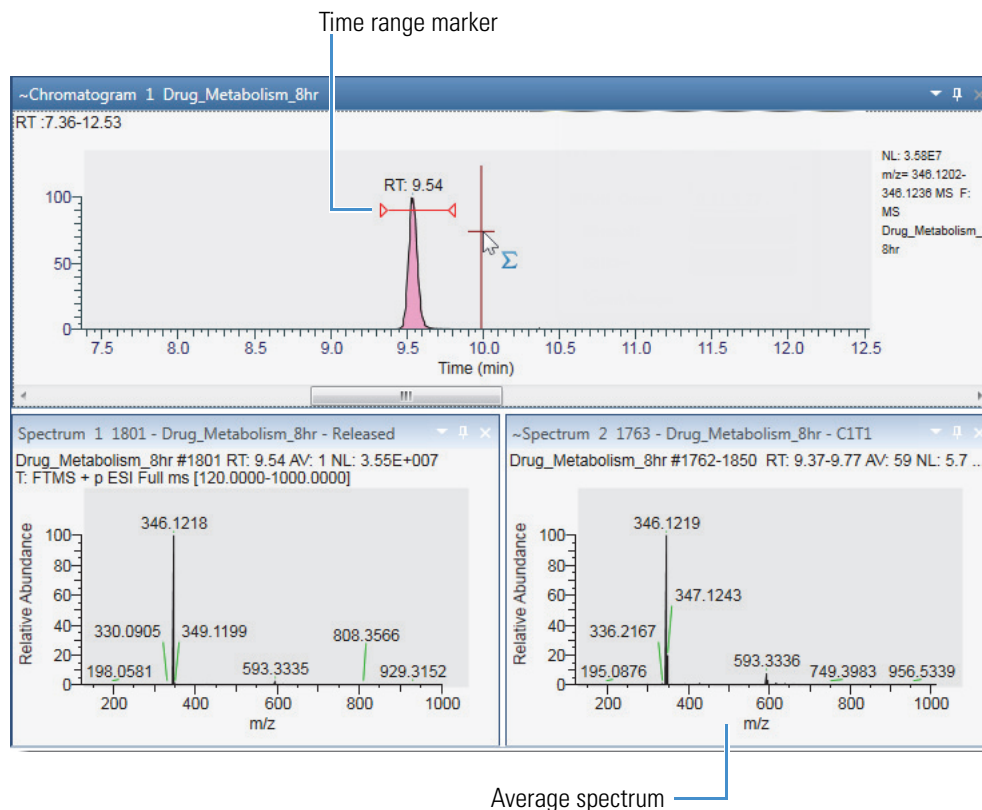 Time range marker
~Chromatogram 1 Drug_Metabolism_8hr
RT :7.36-12.53
NL: 3.58E7
m/z= 346.1202-
346.1236 MS F:
MS
Drug_Metabolism_
8hr
RT: 9.54
100
50
0
Σ
7.5 8.0 8.5 9.0 9.5 10.0 10.5 11.0 11.5 12.0 12.5
Time (min)
Spectrum 1 1801 - Drug_Metabolism_8hr - Released
Drug_Metabolism_8hr #1801 RT: 9.54 AV: 1 NL: 3.55E+007
T: FTMS + p ESI Full ms [120.0000-1000.0000]
Relative Abundance
100
80
60
40
20
0
346.1218
330.0905 349.1199 808.3566
198.0581 593.3335 929.3152
200 400 600 800 1000
m/z
~Spectrum 2 1763 - Drug_Metabolism_8hr - C1T1
Drug_Metabolism_8hr #1762-1850 RT: 9.37-9.77 AV: 59 NL: 5.7 ...
Relative Abundance
100
80
60
40
20
0
346.1219
347.1243
336.2167
195.0876 593.3336 749.3983 956.5339
200 400 600 800 1000
m/z
Average spectrum